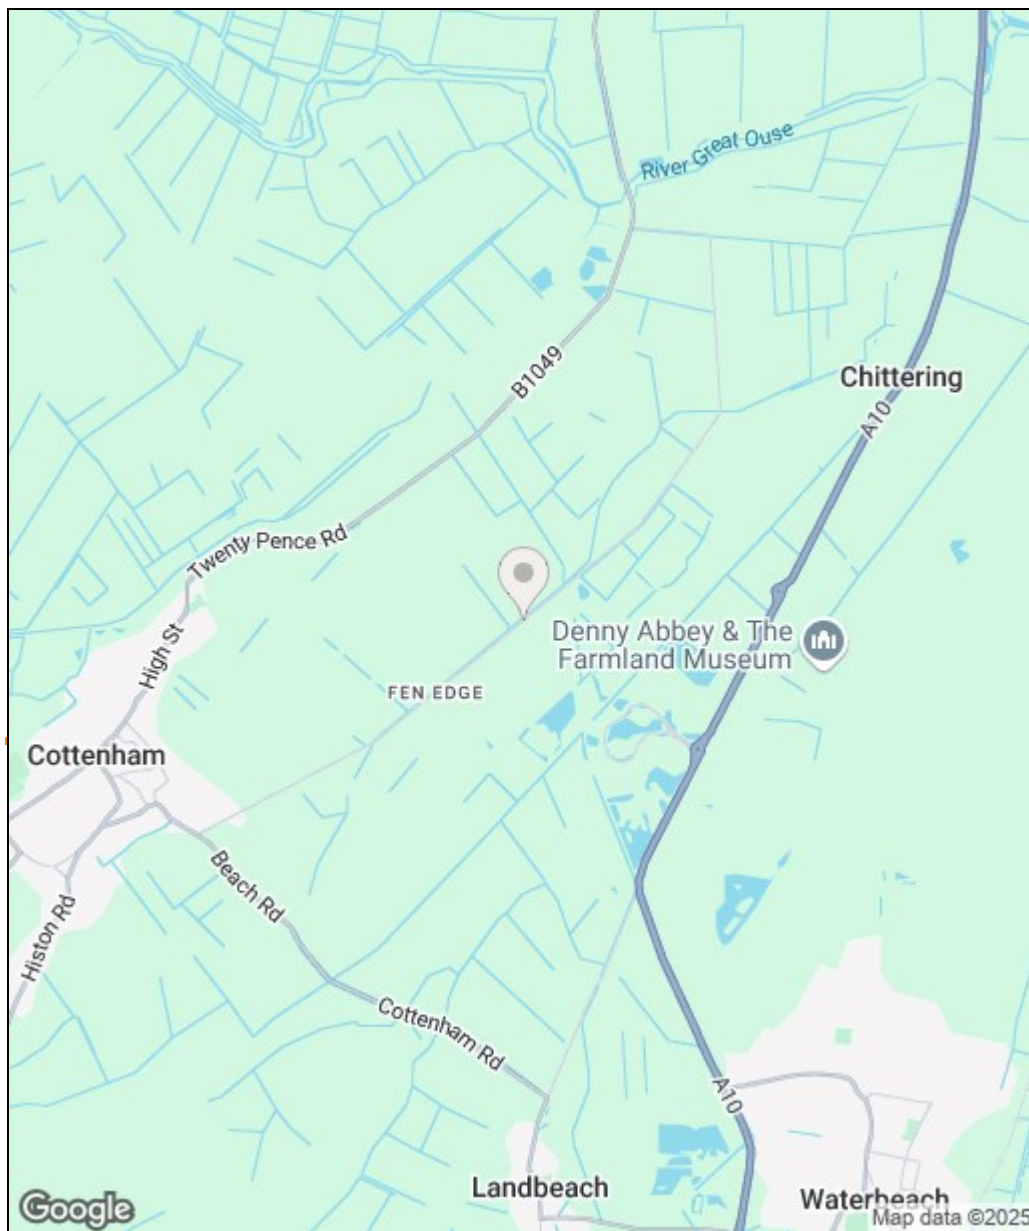 River Great Ouse
Chittering
B1049
A10
Twenty Pence Rd
High St
Denny Abbey & The
Farmland Museum
FEN EDGE
Cottenham
Beach Rd
Histon Rd
Cottenham Rd
A10
Landbeach
Waterbeach
Google
Map data ©2025